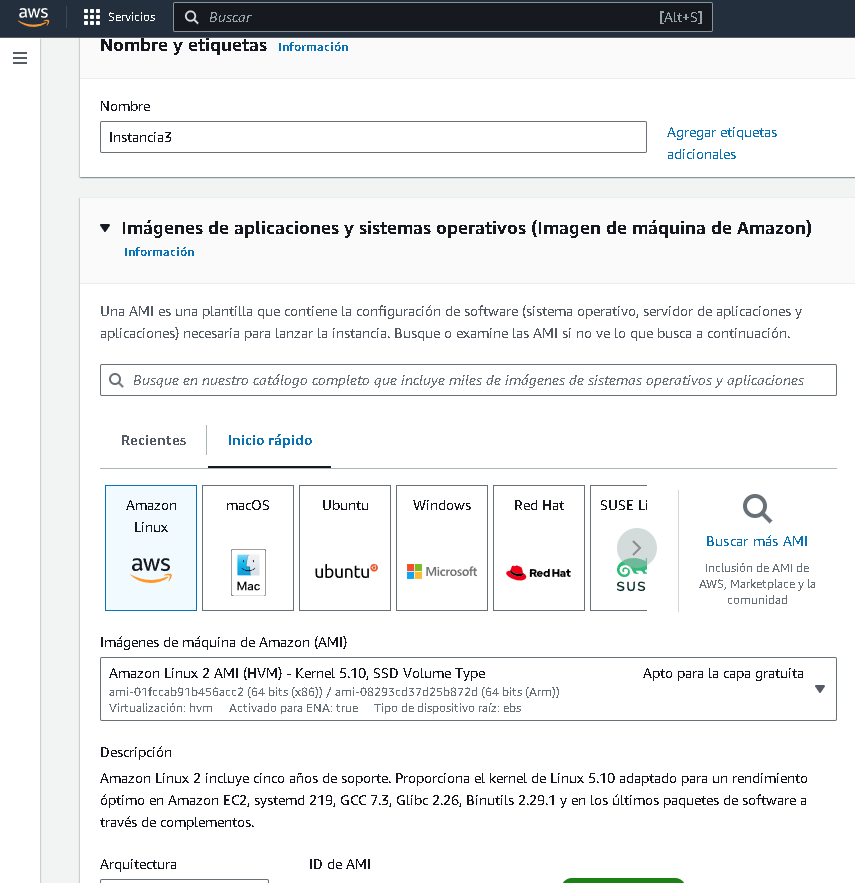 aws
Servicios
Buscar
[Alt+S]
Nombre y etiquetas Información
Nombre
Instancia3
Agregar etiquetas
adicionales
Imágenes de aplicaciones y sistemas operativos (Imagen de máquina de Amazon)
Información
Una AMI es una plantilla que contiene la configuración de software (sistema operativo, servidor de aplicaciones y
aplicaciones) necesaria para lanzar la instancia. Busque o examine las AMI si no ve lo que busca a continuación.
Busque en nuestro catálogo completo que incluye miles de imágenes de sistemas operativos y aplicaciones
Recientes
Inicio rápido
Amazon
Linux
aws
macOS
Mac
Ubuntu
ubuntu
Windows
Microsoft
Red Hat
Red Hat
SUSE Li
SUS
Buscar más AMI
Inclusión de AMI de
AWS, Marketplace y la
comunidad
Imágenes de máquina de Amazon (AMI)
Amazon Linux 2 AMI (HVM) - Kernel 5.10, SSD Volume Type
Apto para la capa gratuita
ami-01fccab91b456acc2 (64 bits (x86)) / ami-08293cd37d25b872d (64 bits (Arm))
Virtualización: hvm Activado para ENA: true Tipo de dispositivo raíz: ebs
Descripción
Amazon Linux 2 incluye cinco años de soporte. Proporciona el kernel de Linux 5.10 adaptado para un rendimiento
óptimo en Amazon EC2, systemd 219, GCC 7.3, Glibc 2.26, Binutils 2.29.1 y en los últimos paquetes de software a
través de complementos.
Arquitectura
ID de AMI